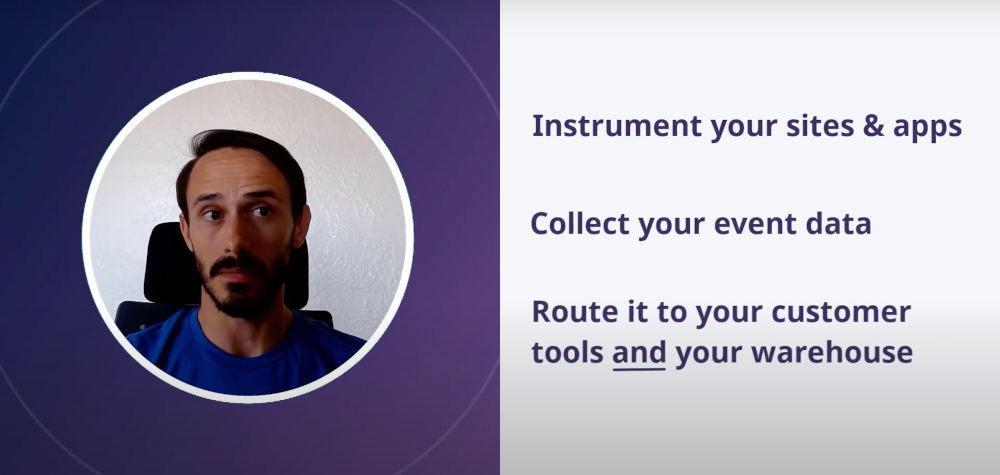 Instrument your sites & apps
Collect your event data
Route it to your customer
tools and your warehouse